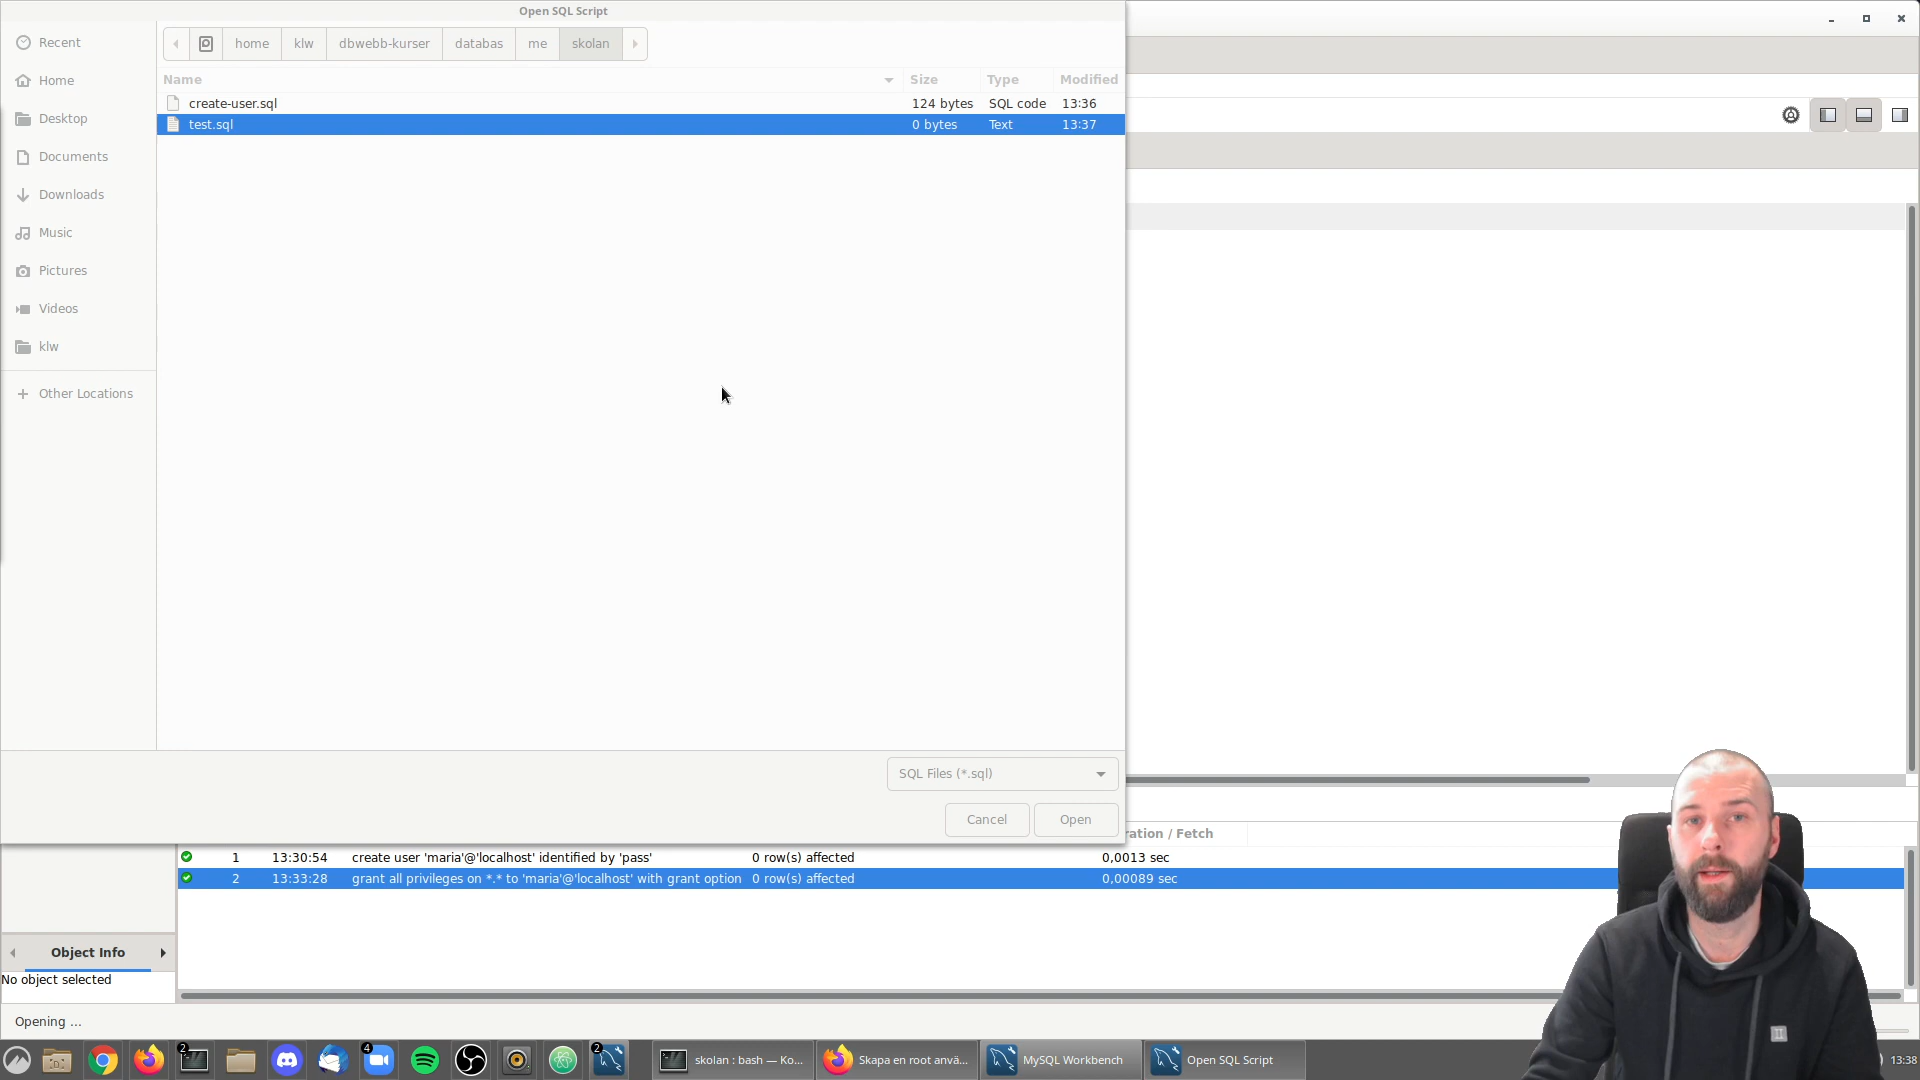 Open SQL Script
Recent
Home
Desktop
Documents
Downloads
Music
Pictures
Videos
klw
Other Locations
home klw dbwebb-kurser databas me skolan
Name Size Type Modified
create-user.sql 124 bytes SQL code 13:36
test.sql 0 bytes Text 13:37
SQL Files (*.sql)
Cancel Open
ration / Fetch
1 13:30:54 create user 'maria'@'localhost' identified by 'pass' 0 row(s) affected 0,0013 sec
2 13:33:28 grant all privileges on *.* to 'maria'@'localhost' with grant option 0 row(s) affected 0,00089 sec
Object Info
No object selected
Opening ...
2 4 2 skolan : bash — Ko... Skapa en root anvä... MySQL Workbench Open SQL Script 13:38